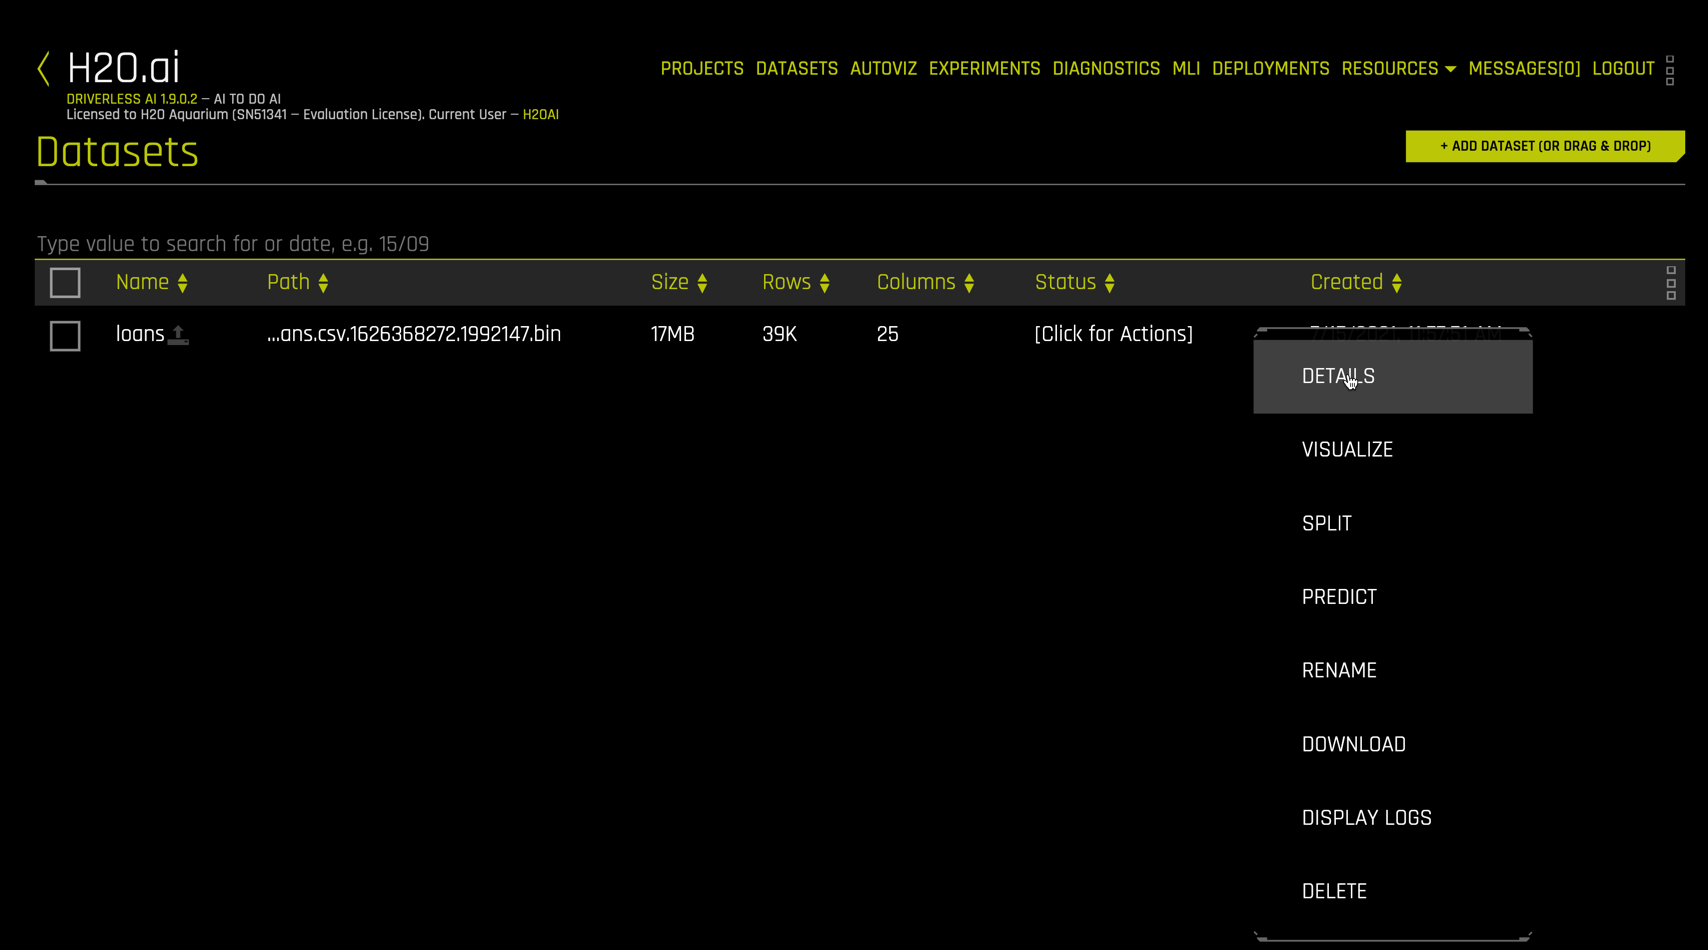 H2O.ai
PROJECTS DATASETS AUTOVIZ EXPERIMENTS DIAGNOSTICS MLI DEPLOYMENTS RESOURCES MESSAGES[0] LOGOUT
DRIVERLESS AI 1.9.0.2 – AI TO DO AI
Licensed to H2O Aquarium (SN51341 – Evaluation License). Current User – H2OAI
Datasets
+ ADD DATASET (OR DRAG & DROP)
Type value to search for or date, e.g. 15/09
Name Path Size Rows Columns Status Created
loans ...ans.csv.1626368272.1992147.bin 17MB 39K 25 [Click for Actions]
DETAILS
VISUALIZE
SPLIT
PREDICT
RENAME
DOWNLOAD
DISPLAY LOGS
DELETE